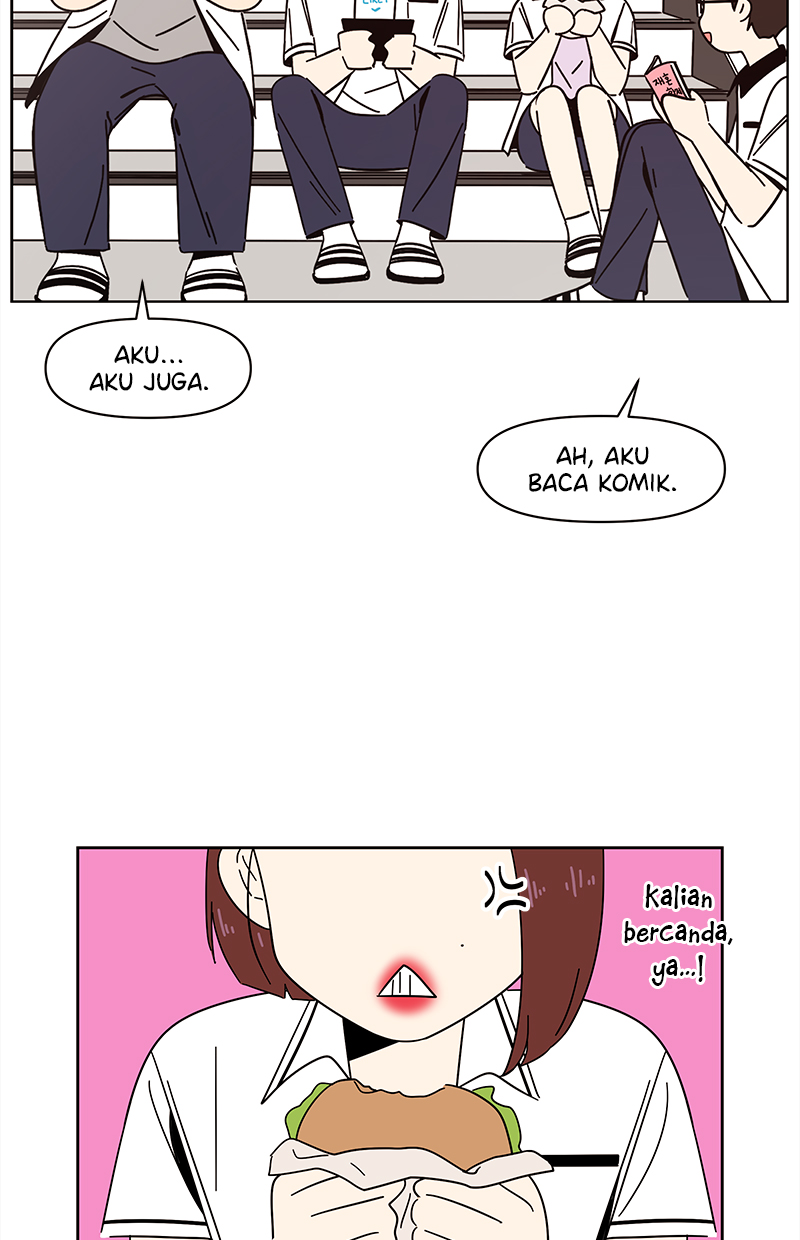 AKU...
AKU JUGA.
AH, AKU
BACA KOMIK.
Kalian
bercanda,
ya...!